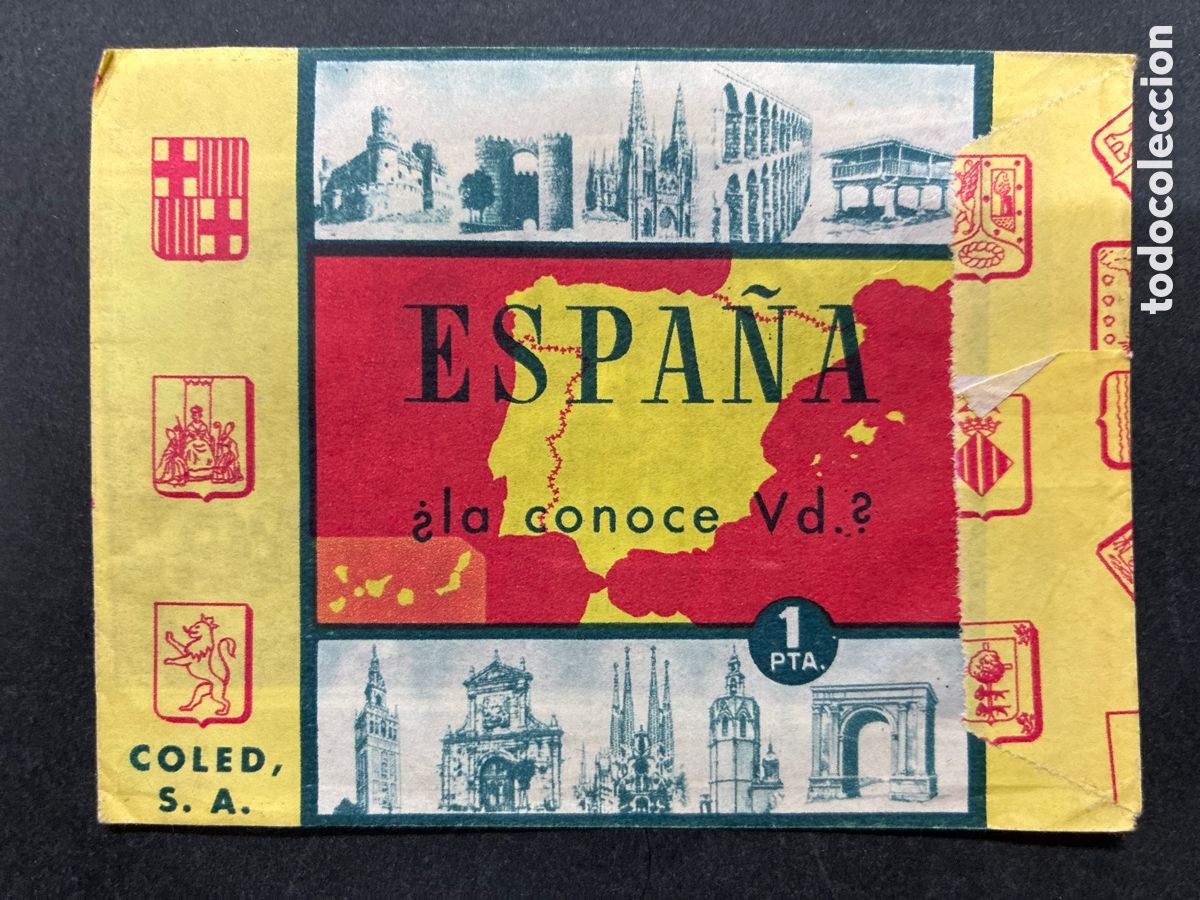 ESPAÑA
¿la conoce Vd.?
1
PTA.
COLED,
S. A.
todocoleccion